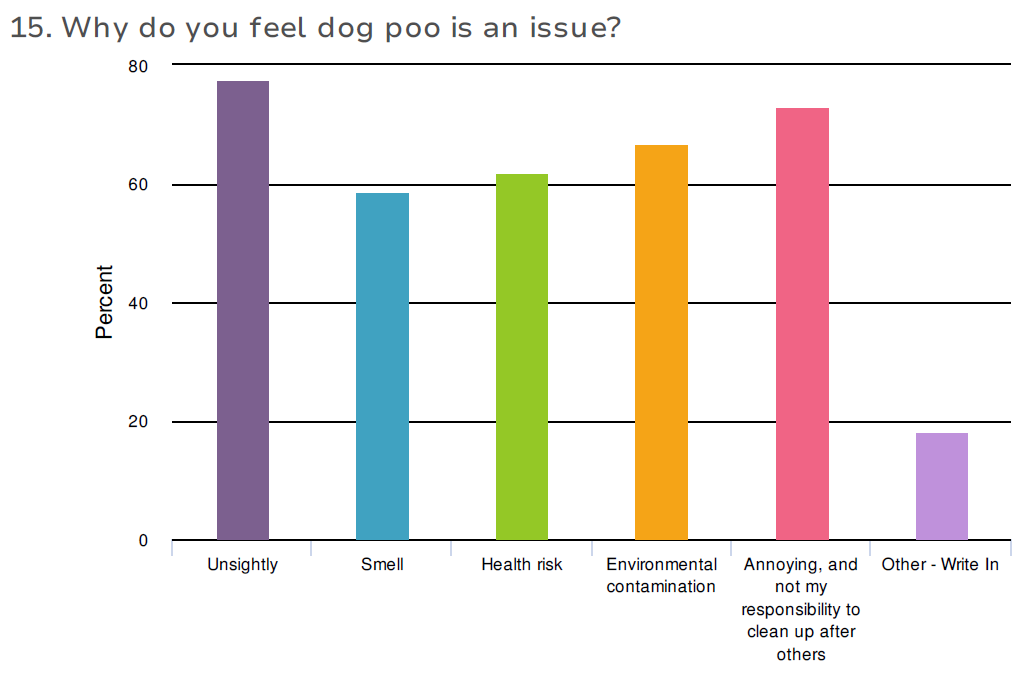 15. Why do you feel dog poo is an issue?
80
60
40
20
0
Percent
Unsightly
Smell
Health risk
Environmental
contamination
Annoying, and
not my
responsibility to
clean up after
others
Other - Write In